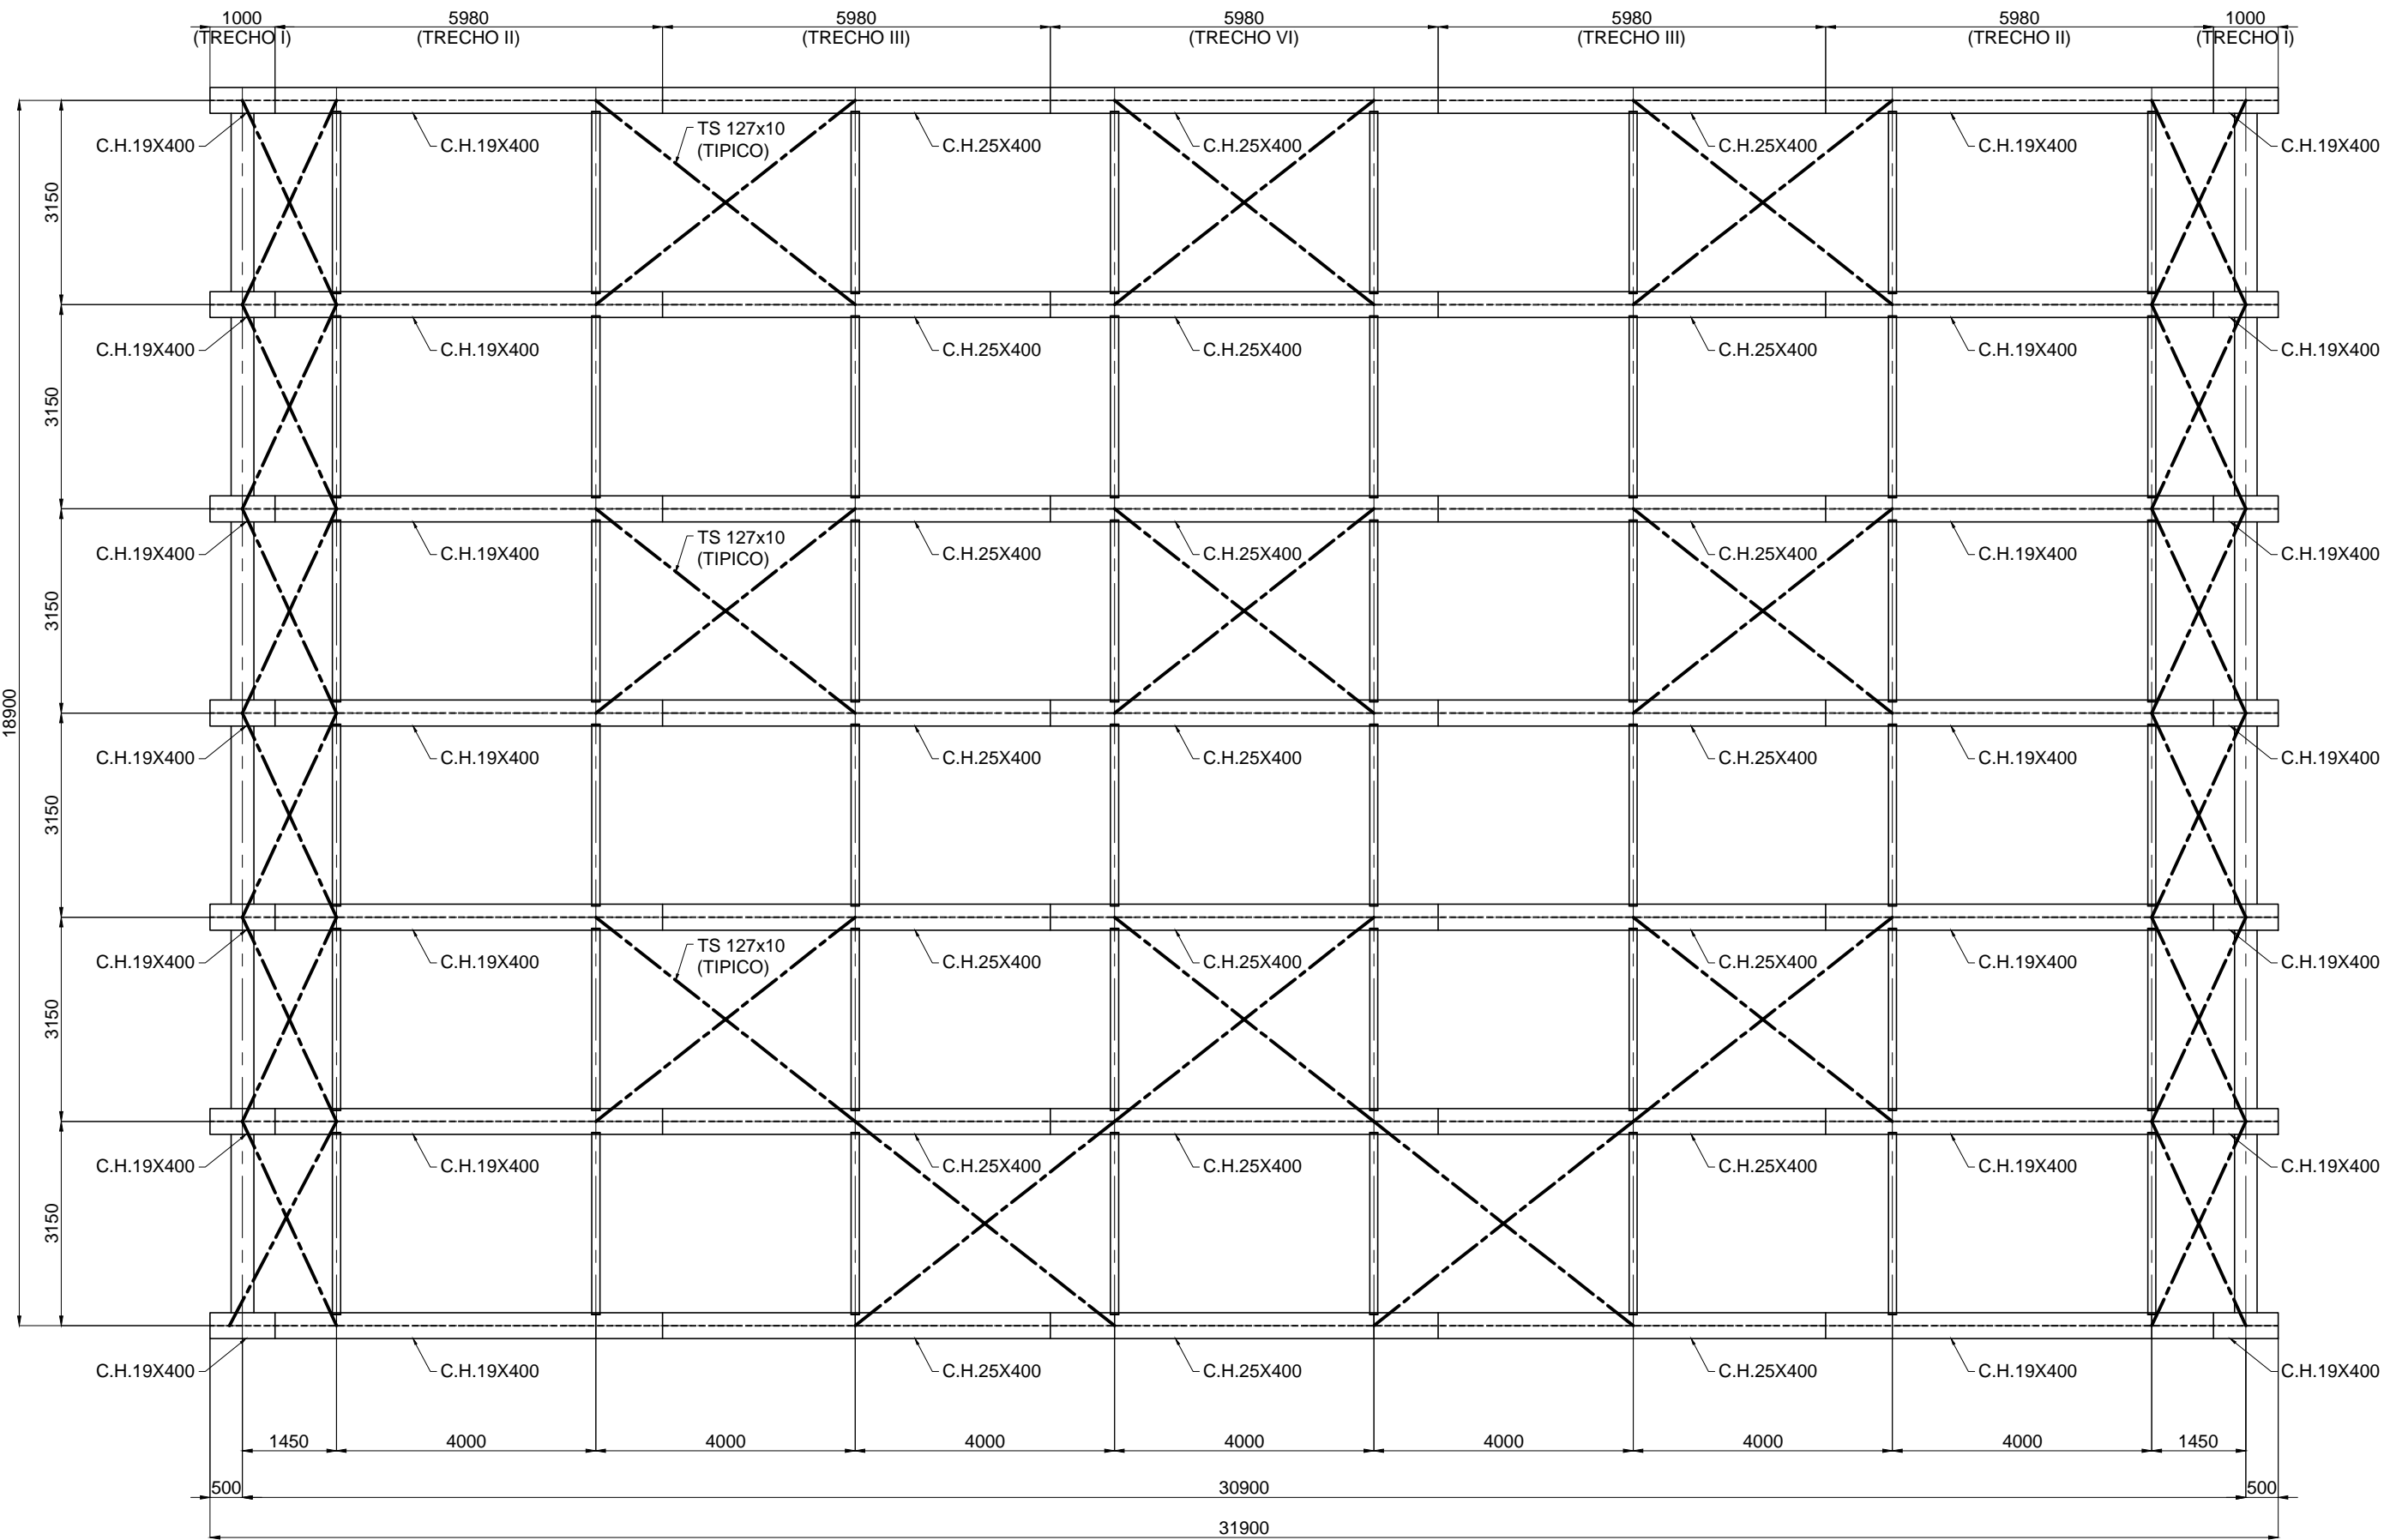 1000 5980 5980 5980 5980 5980 1000
(TRECHO I) (TRECHO II) (TRECHO III) (TRECHO VI) (TRECHO III) (TRECHO II) (TRECHO I)
TS 127x10
(TIPICO)
C.H.19X400 C.H.19X400 C.H.25X400 C.H.25X400 C.H.25X400 C.H.19X400 C.H.19X400
3150
C.H.19X400 C.H.19X400 C.H.25X400 C.H.25X400 C.H.25X400 C.H.19X400 C.H.19X400
3150
TS 127x10
(TIPICO)
C.H.19X400 C.H.19X400 C.H.25X400 C.H.25X400 C.H.25X400 C.H.19X400 C.H.19X400
3150
18900
C.H.19X400 C.H.19X400 C.H.25X400 C.H.25X400 C.H.25X400 C.H.19X400 C.H.19X400
3150
TS 127x10
(TIPICO)
C.H.19X400 C.H.19X400 C.H.25X400 C.H.25X400 C.H.25X400 C.H.19X400 C.H.19X400
3150
C.H.19X400 C.H.19X400 C.H.25X400 C.H.25X400 C.H.25X400 C.H.19X400 C.H.19X400
3150
C.H.19X400 C.H.19X400 C.H.25X400 C.H.25X400 C.H.25X400 C.H.19X400 C.H.19X400
1450 4000 4000 4000 4000 4000 4000 4000 1450
500 30900 500
31900